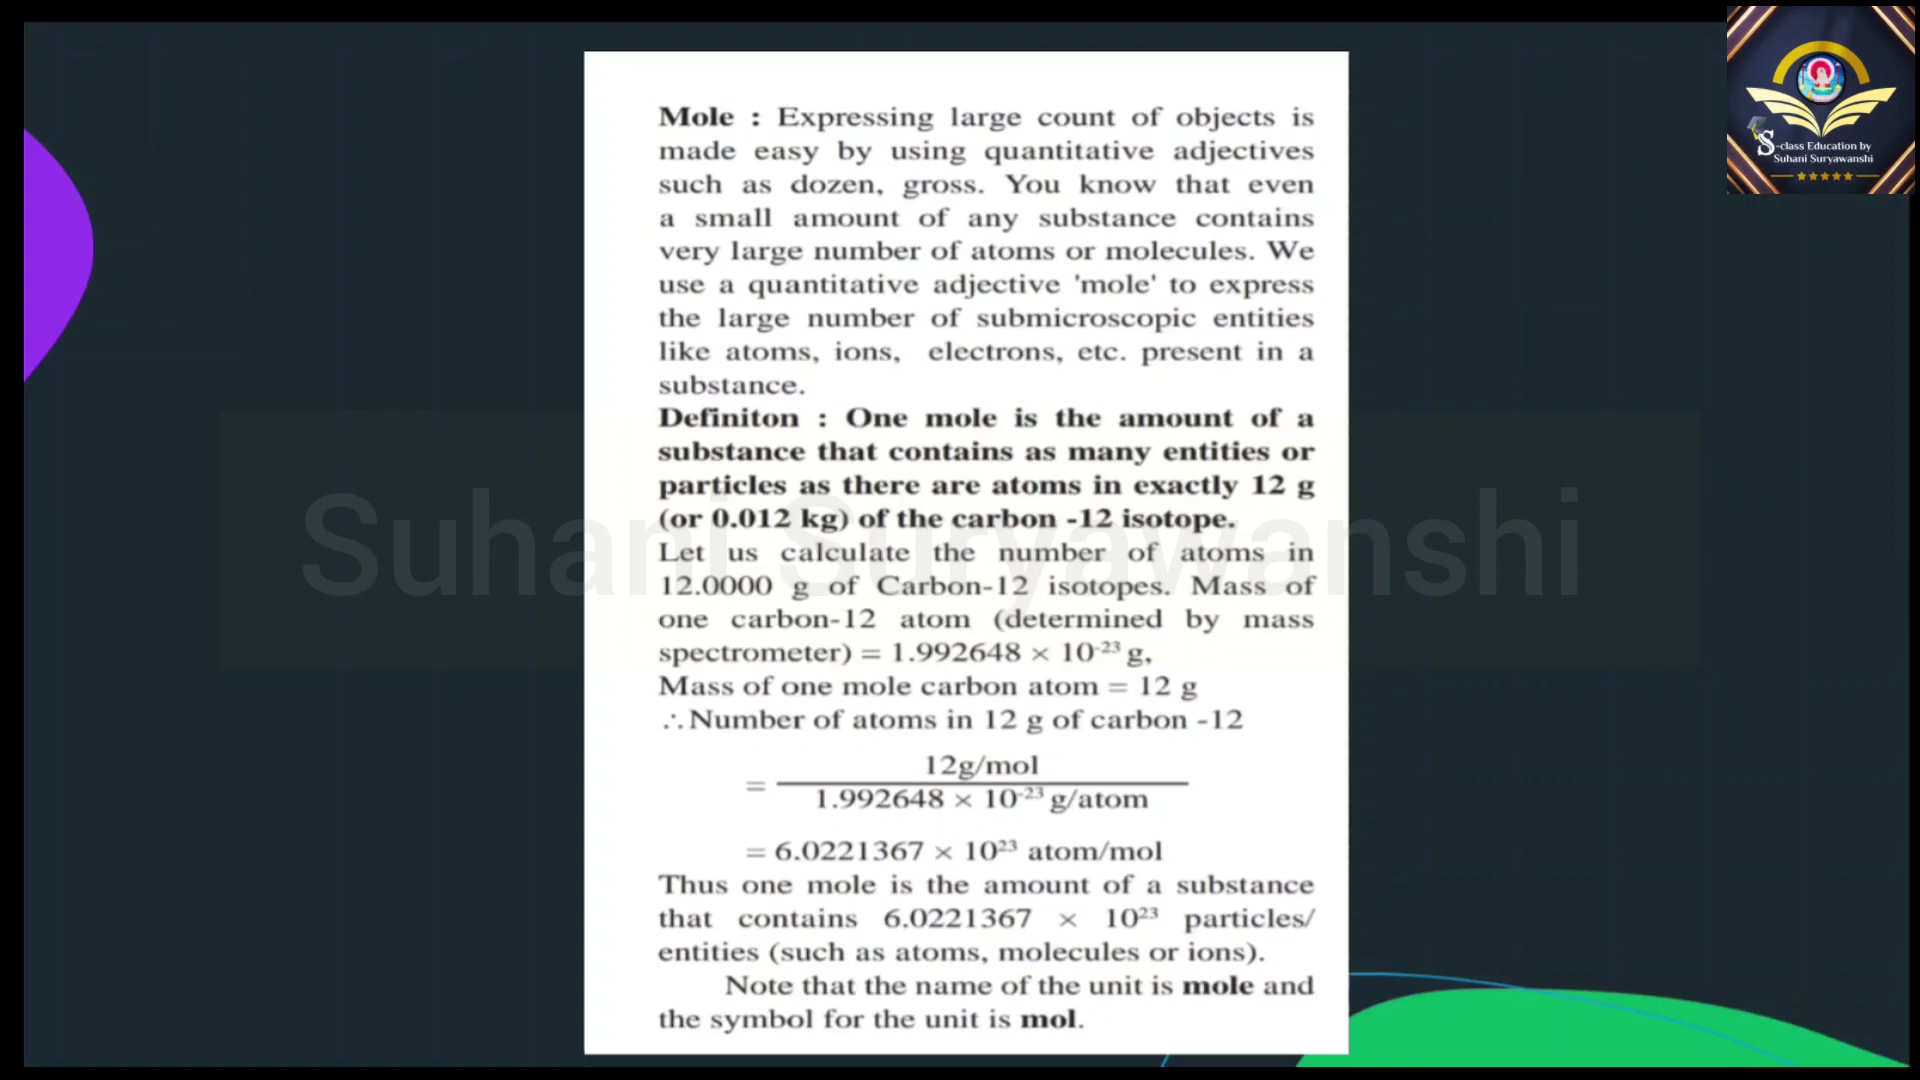 Mole : Expressing large count of objects is
made easy by using quantitative adjectives
such as dozen, gross. You know that even
a small amount of any substance contains
very large number of atoms or molecules. We
use a quantitative adjective 'mole' to express
the large number of submicroscopic entities
like atoms, ions, electrons, etc. present in a
substance.
Definiton : One mole is the amount of a
substance that contains as many entities or
particles as there are atoms in exactly 12 g
(or 0.012 kg) of the carbon -12 isotope.
Let us calculate the number of atoms in
12.0000 g of Carbon-12 isotopes. Mass of
one carbon-12 atom (determined by mass
spectrometer) = 1.992648 × 10⁻²³ g,
Mass of one mole carbon atom = 12 g
∴ Number of atoms in 12 g of carbon -12
= 12g/mol
1.992648 × 10⁻²³ g/atom
= 6.0221367 × 10²³ atom/mol
Thus one mole is the amount of a substance
that contains 6.0221367 × 10²³ particles/
entities (such as atoms, molecules or ions).
Note that the name of the unit is mole and
the symbol for the unit is mol.
S-class Education by
Suhani Suryawanshi
Suhani Suryawanshi